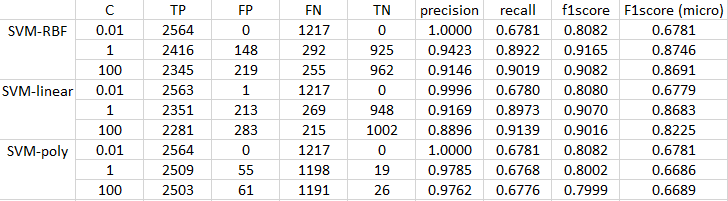 C TP FP FN TN precision recall f1score F1score (micro)
SVM-RBF 0.01 2564 0 1217 0 1.0000 0.6781 0.8082 0.6781
1 2416 148 292 925 0.9423 0.8922 0.9165 0.8746
100 2345 219 255 962 0.9146 0.9019 0.9082 0.8691
SVM-linear 0.01 2563 1 1217 0 0.9996 0.6780 0.8080 0.6779
1 2351 213 269 948 0.9169 0.8973 0.9070 0.8683
100 2281 283 215 1002 0.8896 0.9139 0.9016 0.8225
SVM-poly 0.01 2564 0 1217 0 1.0000 0.6781 0.8082 0.6781
1 2509 55 1198 19 0.9785 0.6768 0.8002 0.6686
100 2503 61 1191 26 0.9762 0.6776 0.7999 0.6689